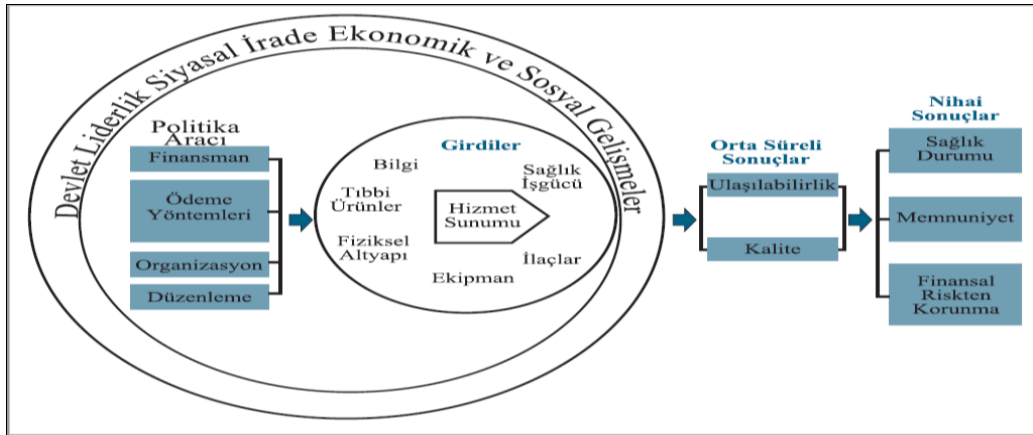 Devlet Liderlik Siyasal İrade Ekonomik ve Sosyal Gelişmeler
Politika
Aracı
Finansman
Ödeme
Yöntemleri
Organizasyon
Düzenleme
Girdiler
Bilgi
Sağlık
İşgücü
Tıbbi
Ürünler
Hizmet
Sunumu
Fiziksel
Altyapı
İlaçlar
Ekipman
Orta Süreli
Sonuçlar
Ulaşılabilirlik
Kalite
Nihai
Sonuçlar
Sağlık
Durumu
Memnuniyet
Finansal
Riskten
Korunma